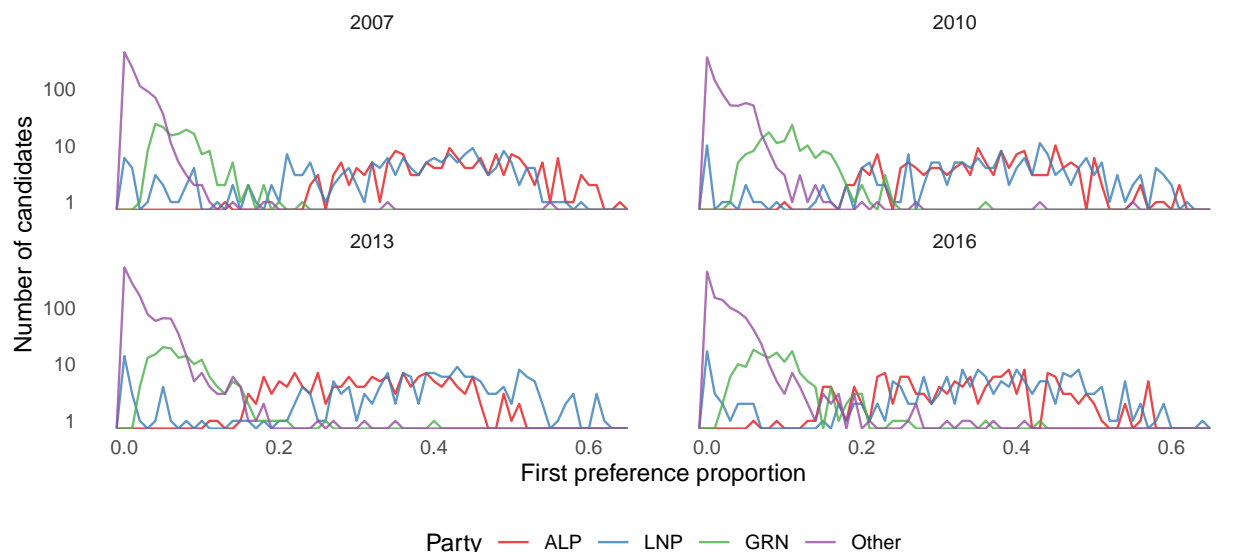 2007 2010
100
10
1
Number of candidates
2013 2016
100
10
1
0.0 0.2 0.4 0.6 0.0 0.2 0.4 0.6
First preference proportion
Party ALP LNP GRN Other